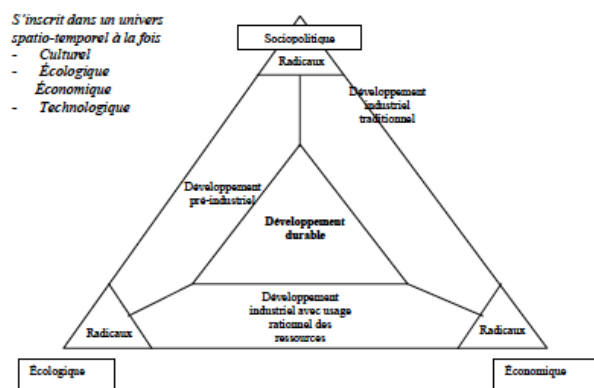 S'inscrit dans un univers
spatio-temporel à la fois
- Culturel
- Écologique
Économique
- Technologique
Sociopolitique
Radicaux
Développement
industriel
traditionnel
Développement
pré-industriel
Développement
durable
Développement
industriel avec usage
rationnel des
ressources
Radicaux
Radicaux
Écologique
Économique